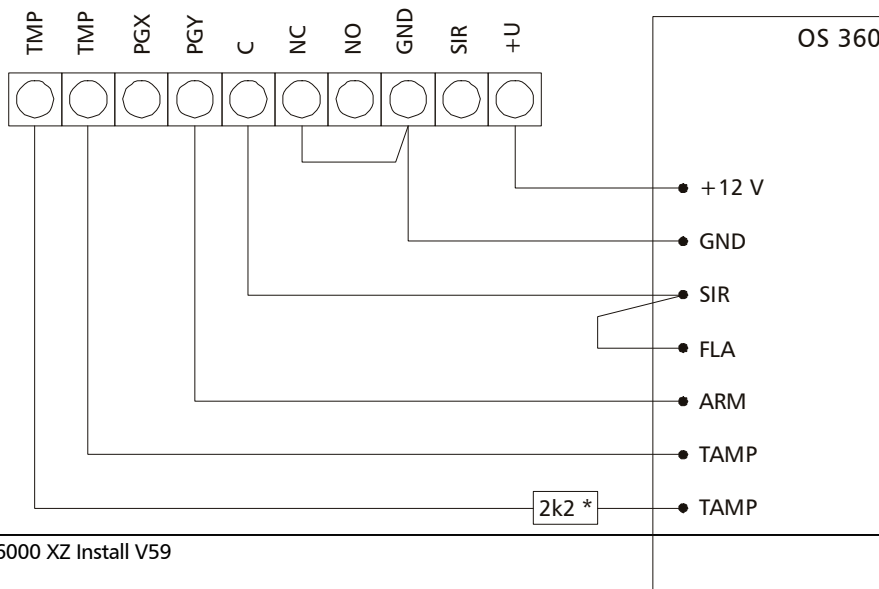 TMP
TMP
PGX
PGY
C
NC
NO
GND
SIR
+U
OS 360
+12 V
GND
SIR
FLA
ARM
TAMP
2k2 *
TAMP
6000 XZ Install V59